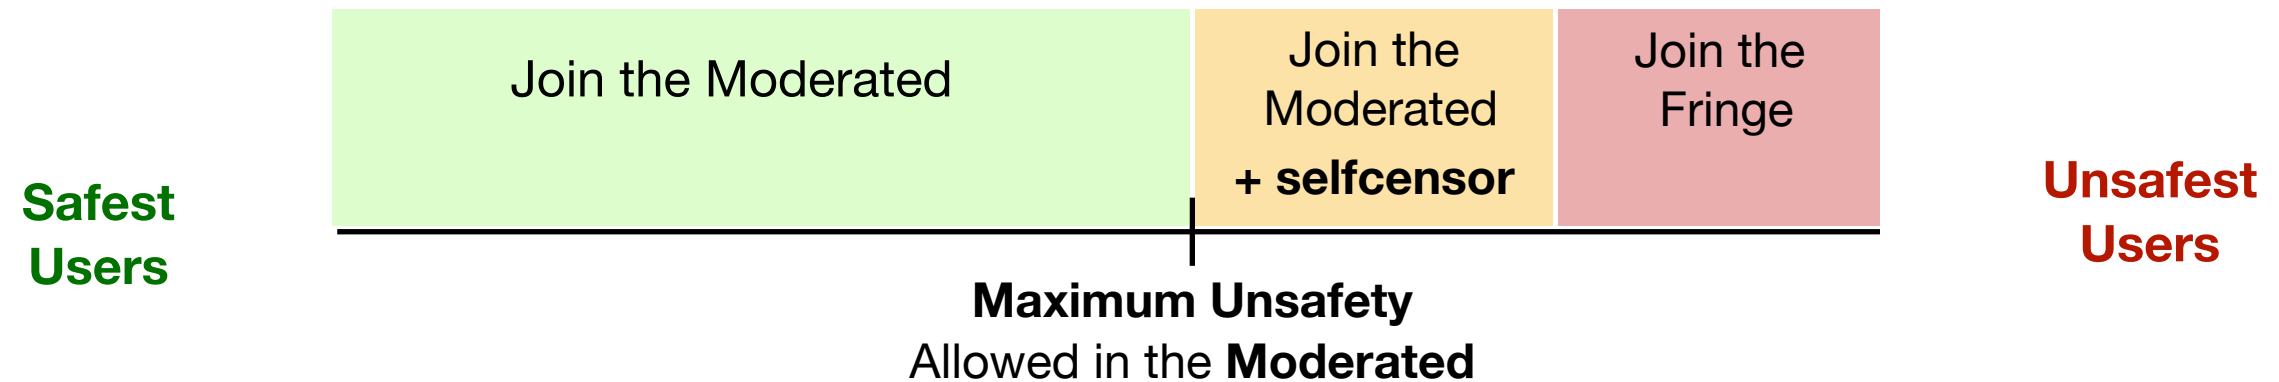 Safest
Users
Join the Moderated
Join the
Moderated
+ selfcensor
Join the
Fringe
Unsafest
Users
Maximum Unsafety
Allowed in the Moderated